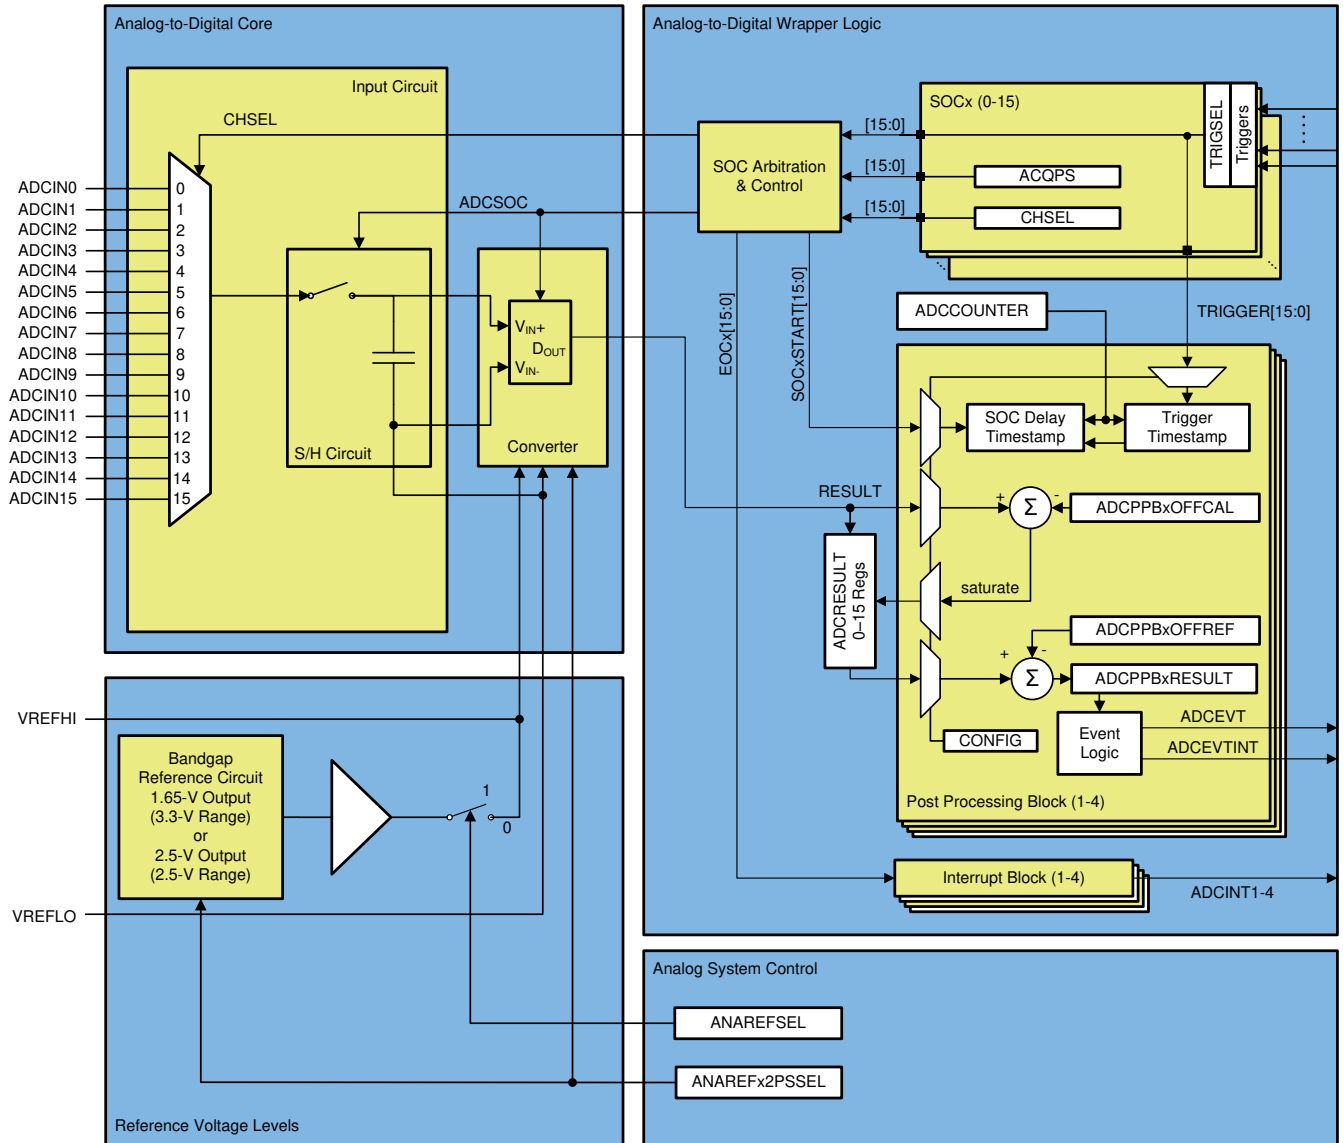 Analog-to-Digital Core
Input Circuit
CHSEL
ADCIN0 0
ADCIN1 1
ADCIN2 2
ADCIN3 3
ADCIN4 4
ADCIN5 5
ADCIN6 6
ADCIN7 7
ADCIN8 8
ADCIN9 9
ADCIN10 10
ADCIN11 11
ADCIN12 12
ADCIN13 13
ADCIN14 14
ADCIN15 15
ADCSOC
S/H Circuit
VIN+
DOUT
VIN-
Converter
Analog-to-Digital Wrapper Logic
SOC Arbitration
& Control
[15:0]
[15:0]
[15:0]
SOCx (0-15)
TRIGSEL
Triggers
ACQPS
CHSEL
EOCx[15:0]
SOCxSTART[15:0]
ADCCOUNTER
TRIGGER[15:0]
SOC Delay
Timestamp
Trigger
Timestamp
RESULT
+ Σ -
ADCPPBxOFFCAL
ADCRESULT
0–15 Regs
saturate
ADCPPBxOFFREF
+ Σ -
ADCPPBxRESULT
CONFIG
Event
Logic
ADCEVT
ADCEVTINT
Post Processing Block (1-4)
Interrupt Block (1-4)
ADCINT1-4
VREFHI
Bandgap
Reference Circuit
1.65-V Output
(3.3-V Range)
or
2.5-V Output
(2.5-V Range)
1
0
VREFLO
Reference Voltage Levels
Analog System Control
ANAREFSEL
ANAREFx2PSSEL